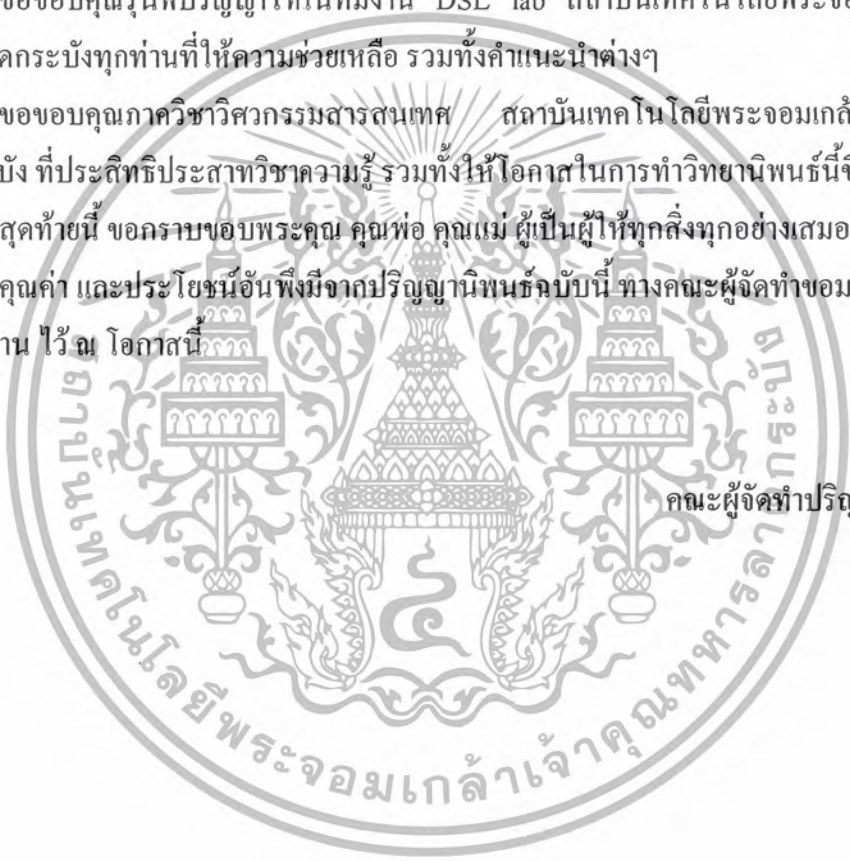 ขอขอบคุณรุ่นพี่ปริญญาโทในทีมงาน DSL lab สถาบันเทคโนโลยีพระจอ
ดกระบังทุกท่านที่ให้ความช่วยเหลือ รวมทั้งคำแนะนำต่างๆ
ขอขอบคุณภาควิชาวิศวกรรมสารสนเทศ สถาบันเทคโนโลยีพระจอมเกล้
บัง ที่ประสิทธิประสาทวิชาความรู้ รวมทั้งให้โอกาสในการทำวิทยานิพนธ์นี้ขึ
สุดท้ายนี้ ขอกราบขอบพระคุณ คุณพ่อ คุณแม่ ผู้เป็นผู้ให้ทุกสิ่งทุกอย่างเสมอ
คุณค่า และประโยชน์อันพึงมีจากปริญญานิพนธ์ฉบับนี้ ทางคณะผู้จัดทำขอม
าน ไว้ ณ โอกาสนี้
คณะผู้จัดทำปริญ
สถาบันเทคโนโลยีพระจอมเกล้าเจ้าคุณทหารลาดกระบัง